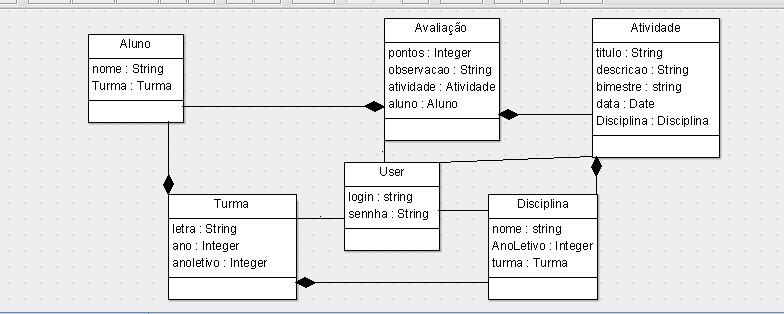 Aluno
nome : String
Turma : Turma
Avaliação
pontos : Integer
observacao : String
atividade : Atividade
aluno : Aluno
Atividade
titulo : String
descricao : String
bimestre : string
data : Date
Disciplina : Disciplina
User
login : string
sennha : String
Turma
letra : String
ano : Integer
anoletivo : Integer
Disciplina
nome : string
AnoLetivo : Integer
turma : Turma